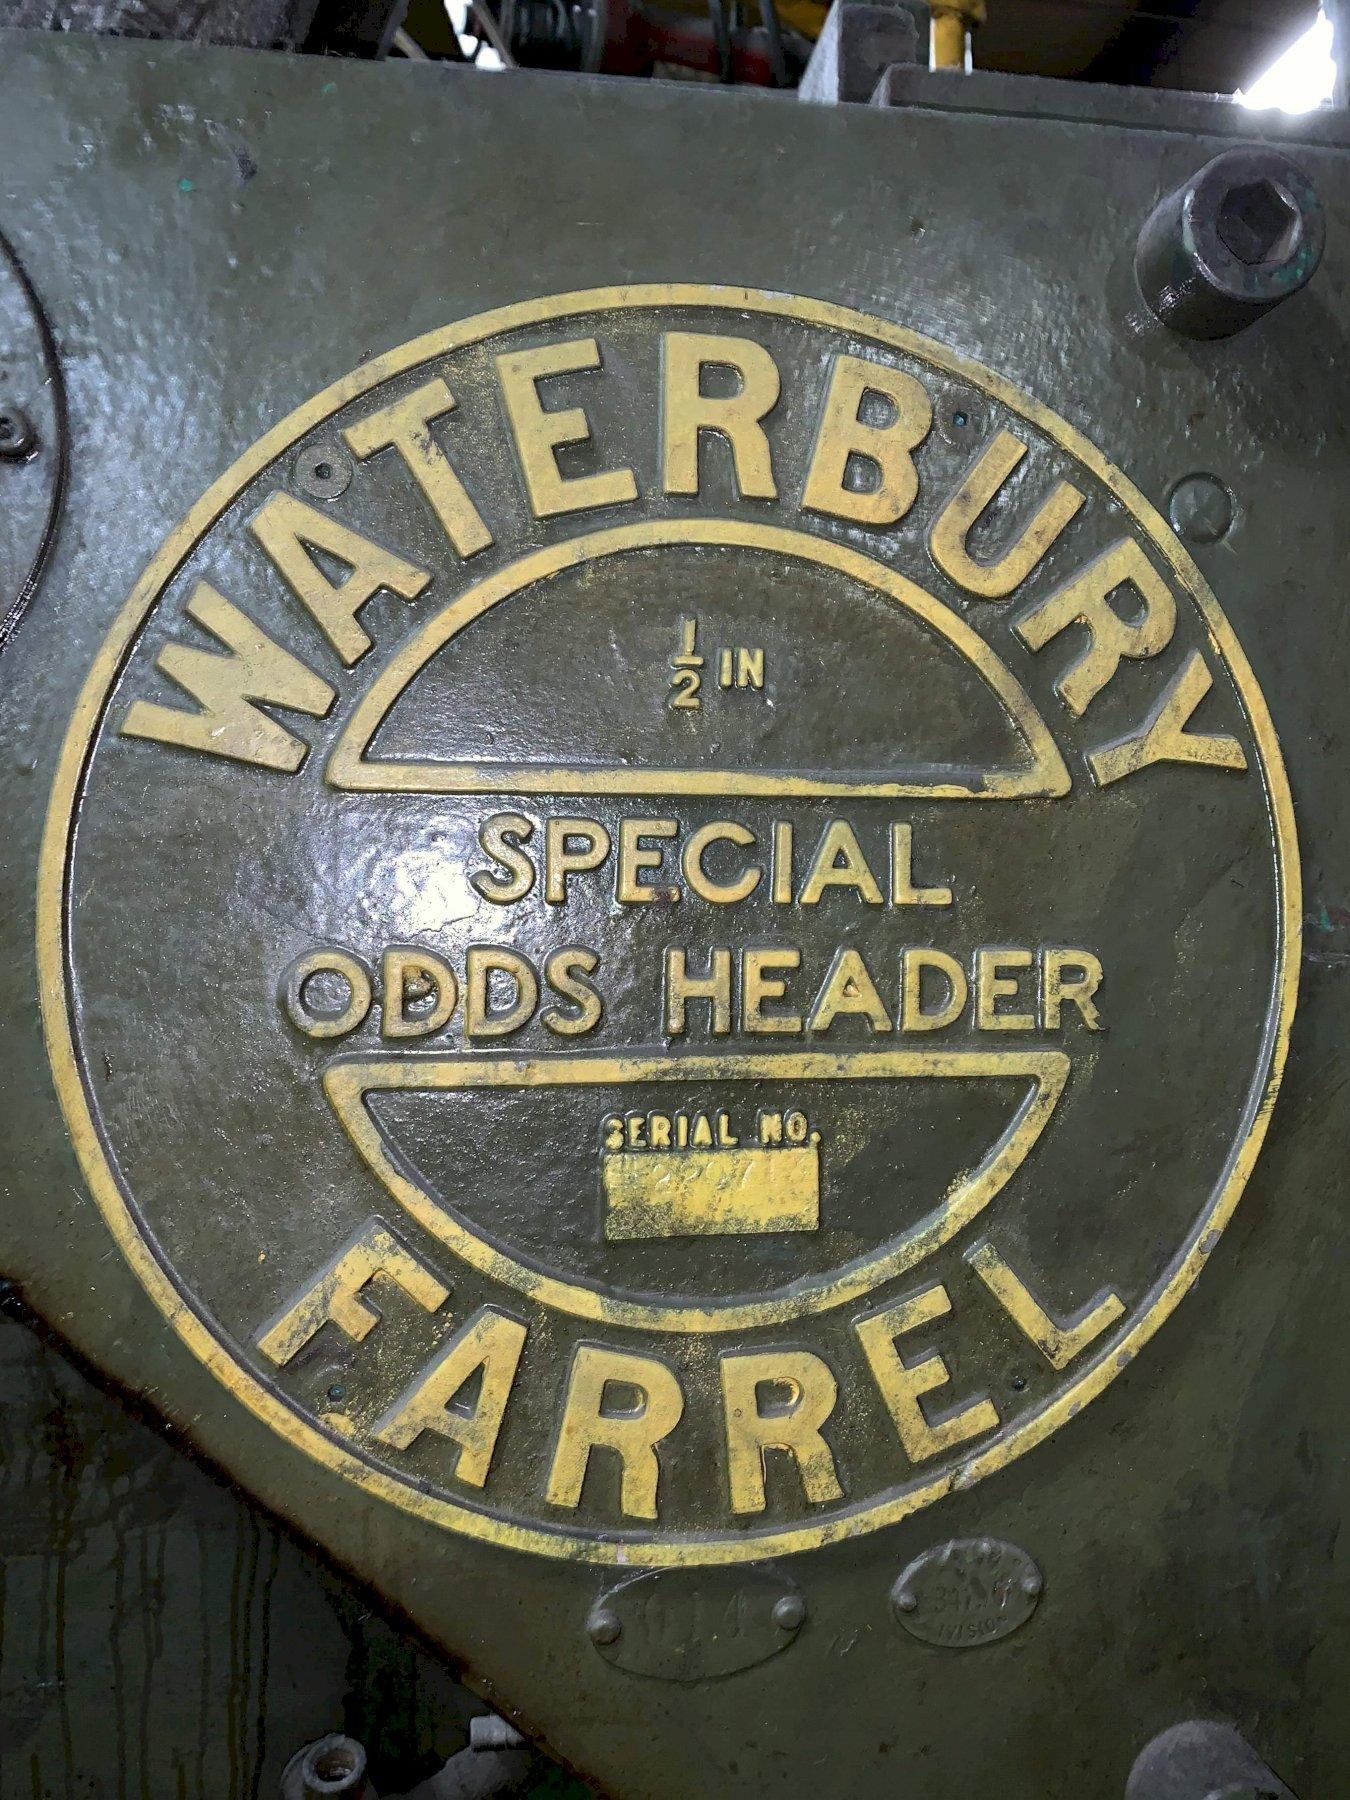 WATERBURY
1/2 IN
SPECIAL
ODDS HEADER
SERIAL NO.
FARREL